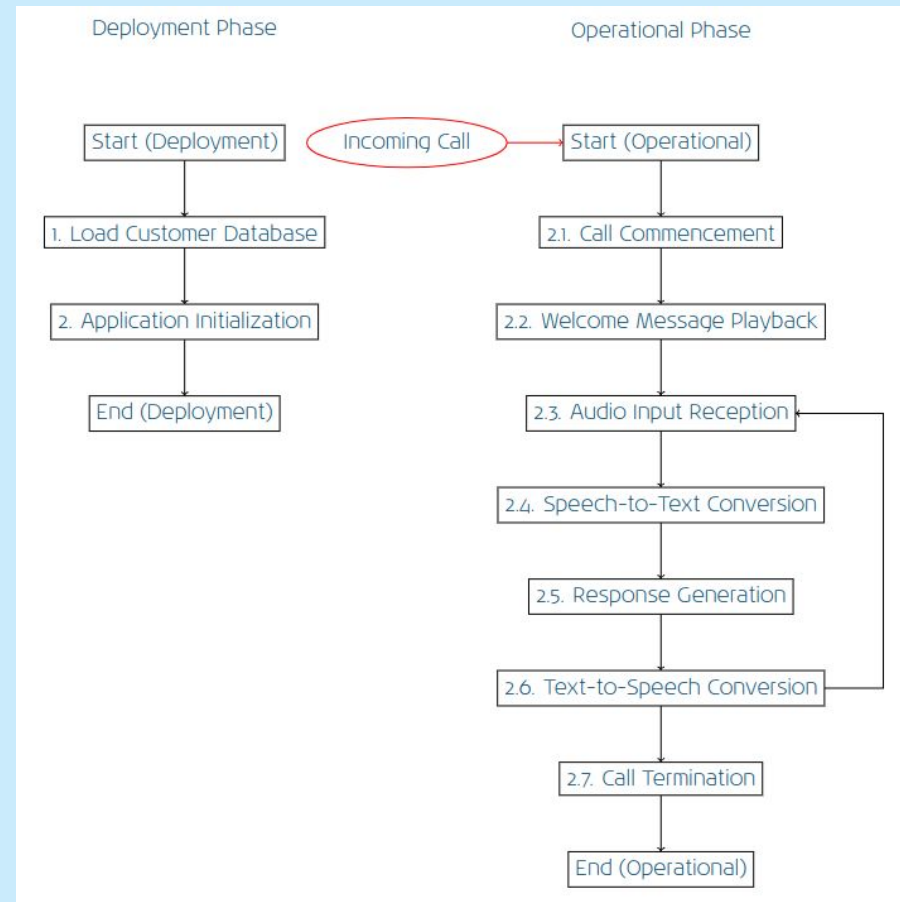 Deployment Phase
Operational Phase
Start (Deployment)
Incoming Call
Start (Operational)
1. Load Customer Database
2.1. Call Commencement
2. Application Initialization
2.2. Welcome Message Playback
End (Deployment)
2.3. Audio Input Reception
2.4. Speech-to-Text Conversion
2.5. Response Generation
2.6. Text-to-Speech Conversion
2.7. Call Termination
End (Operational)